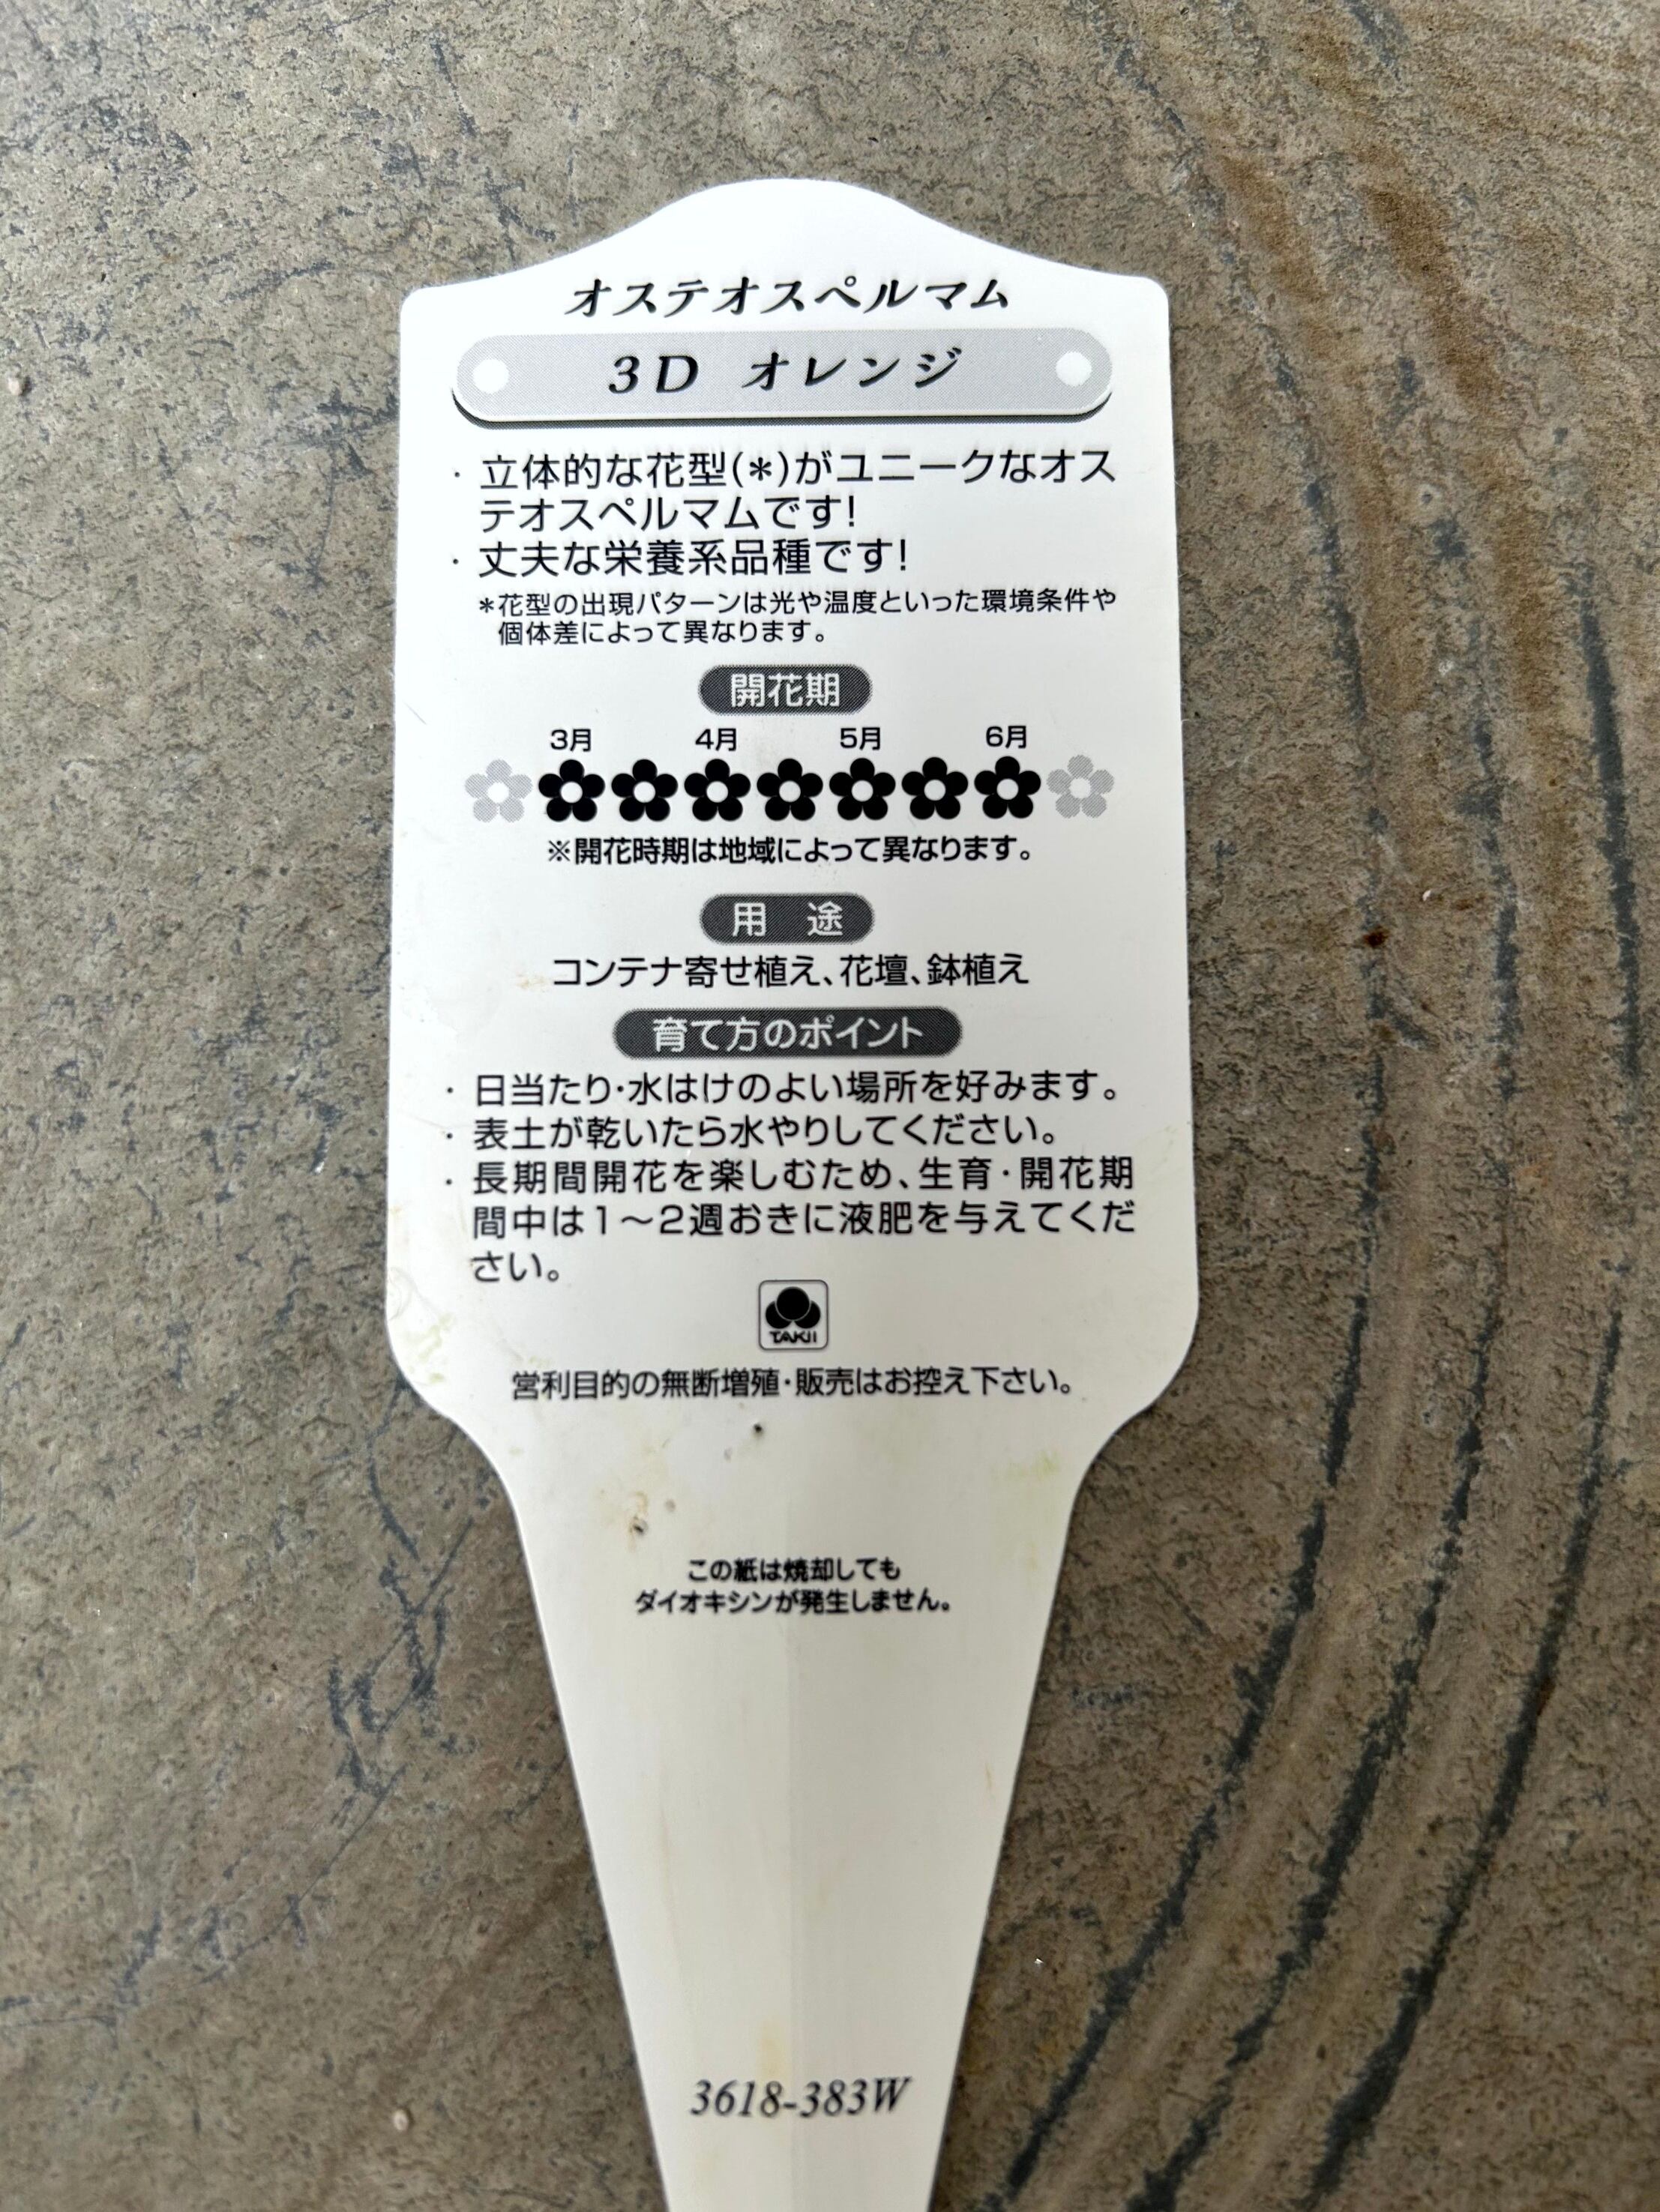 オステオスペルマム
3D オレンジ
・立体的な花型(*)がユニークなオス
テオスペルマムです!
・丈夫な栄養系品種です!
*花型の出現パターンは光や温度といった環境条件や
個体差によって異なります。
開花期
3月 4月 5月 6月
※開花時期は地域によって異なります。
用 途
コンテナ寄せ植え、花壇、鉢植え
育て方のポイント
・日当たり・水はけのよい場所を好みます。
・表土が乾いたら水やりしてください。
・長期間開花を楽しむため、生育・開花期
間中は1〜2週おきに液肥を与えてくだ
さい。
TAKII
営利目的の無断増殖・販売はお控え下さい。
この紙は焼却しても
ダイオキシンが発生しません。
3618-383W